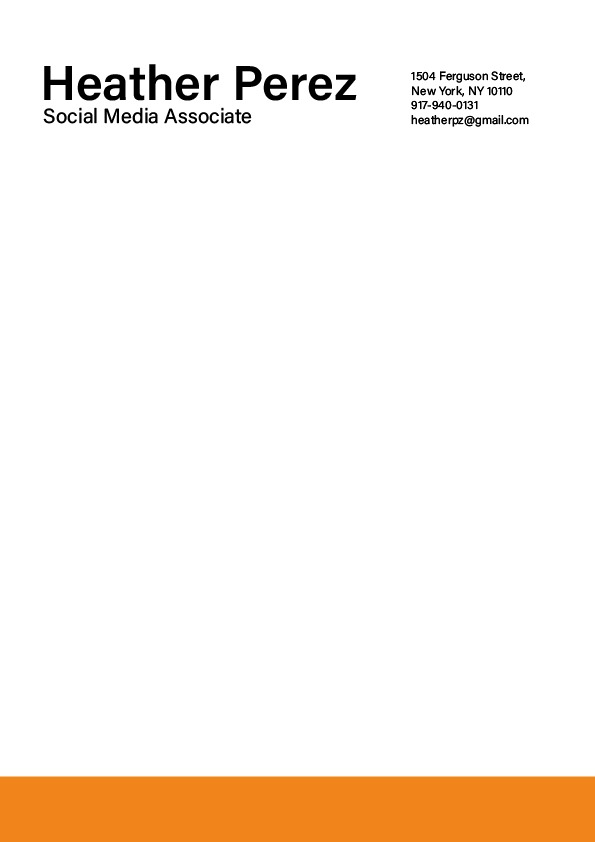 Heather Perez
Social Media Associate
1504 Ferguson Street,
New York, NY 10110
917-940-0131
heatherpz@gmail.com